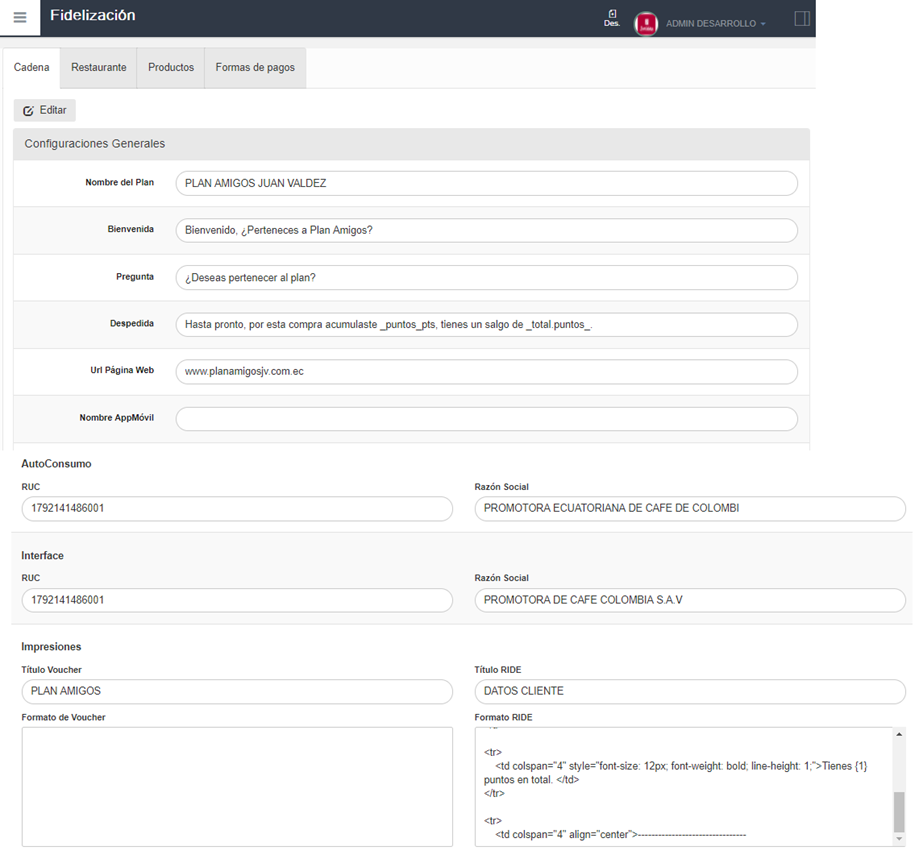 Fidelización
Des.
ADMIN DESARROLLO
Cadena
Restaurante
Productos
Formas de pagos
Editar
Configuraciones Generales
Nombre del Plan
PLAN AMIGOS JUAN VALDEZ
Bienvenida
Bienvenido, ¿Perteneces a Plan Amigos?
Pregunta
¿Deseas pertenecer al plan?
Despedida
Hasta pronto, por esta compra acumulaste _puntos_pts, tienes un salgo de _total.puntos_.
Url Página Web
www.planamigosjv.com.ec
Nombre AppMóvil
AutoConsumo
RUC
Razón Social
1792141486001
PROMOTORA ECUATORIANA DE CAFE DE COLOMBI
Interface
RUC
Razón Social
1792141486001
PROMOTORA DE CAFE COLOMBIA S.A.V
Impresiones
Título Voucher
Título RIDE
PLAN AMIGOS
DATOS CLIENTE
Formato de Voucher
Formato RIDE
<tr>
<td colspan="4" style="font-size: 12px; font-weight: bold; line-height: 1;">Tienes {1}
puntos en total. </td>
</tr>
<tr>
<td colspan="4" align="center">--------------------------------